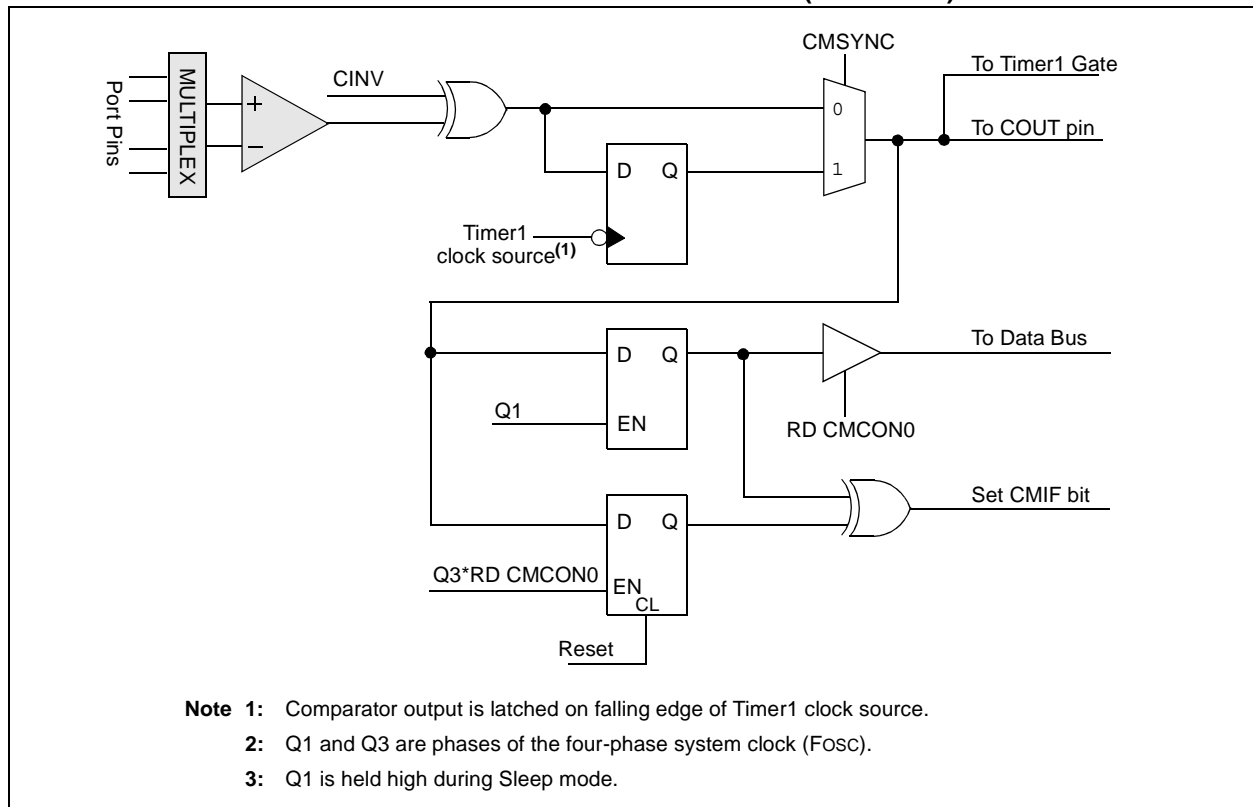 CMSYNC
MULTIPLEX
Port Pins
+
–
CINV
0
1
To Timer1 Gate
To COUT pin
D Q
Timer1
clock source(1)
D Q
EN
Q1
To Data Bus
RD CMCON0
Set CMIF bit
D Q
Q3*RD CMCON0
EN
CL
Reset
Note 1: Comparator output is latched on falling edge of Timer1 clock source.
2: Q1 and Q3 are phases of the four-phase system clock (FOSC).
3: Q1 is held high during Sleep mode.